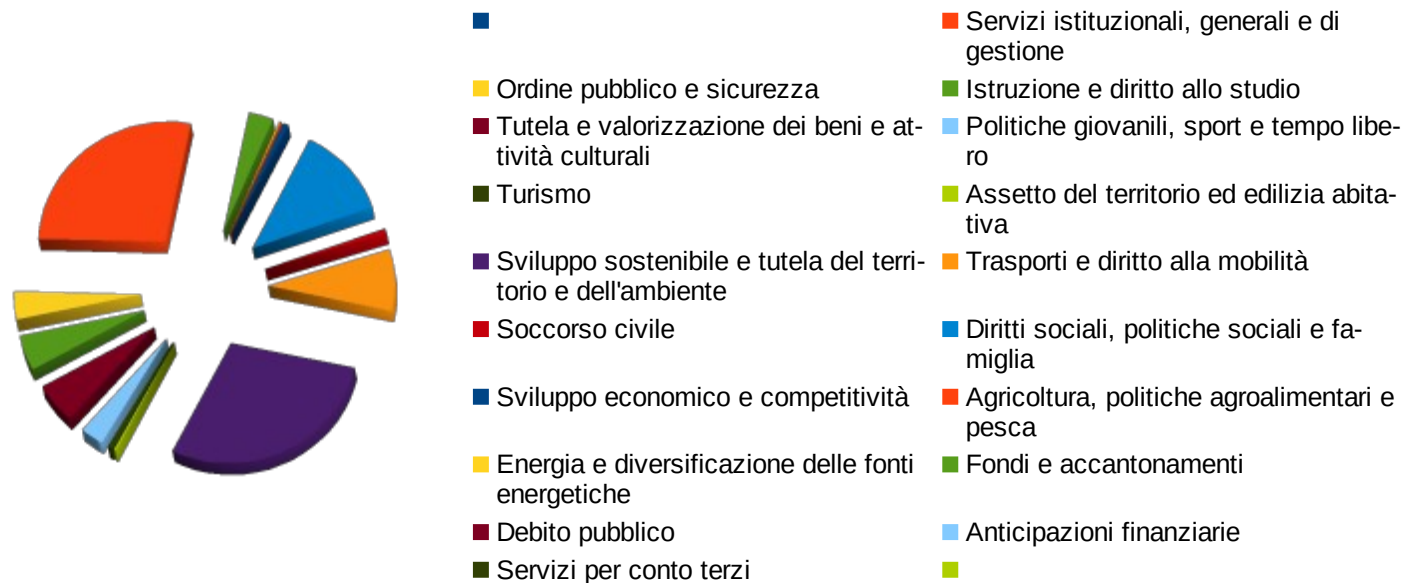 Servizi istituzionali, generali e di
gestione
Ordine pubblico e sicurezza
Istruzione e diritto allo studio
Tutela e valorizzazione dei beni e at-
tività culturali
Politiche giovanili, sport e tempo libe-
ro
Turismo
Assetto del territorio ed edilizia abita-
tiva
Sviluppo sostenibile e tutela del terri-
torio e dell'ambiente
Trasporti e diritto alla mobilità
Soccorso civile
Diritti sociali, politiche sociali e fa-
miglia
Sviluppo economico e competitività
Agricoltura, politiche agroalimentari e
pesca
Energia e diversificazione delle fonti
energetiche
Fondi e accantonamenti
Debito pubblico
Anticipazioni finanziarie
Servizi per conto terzi